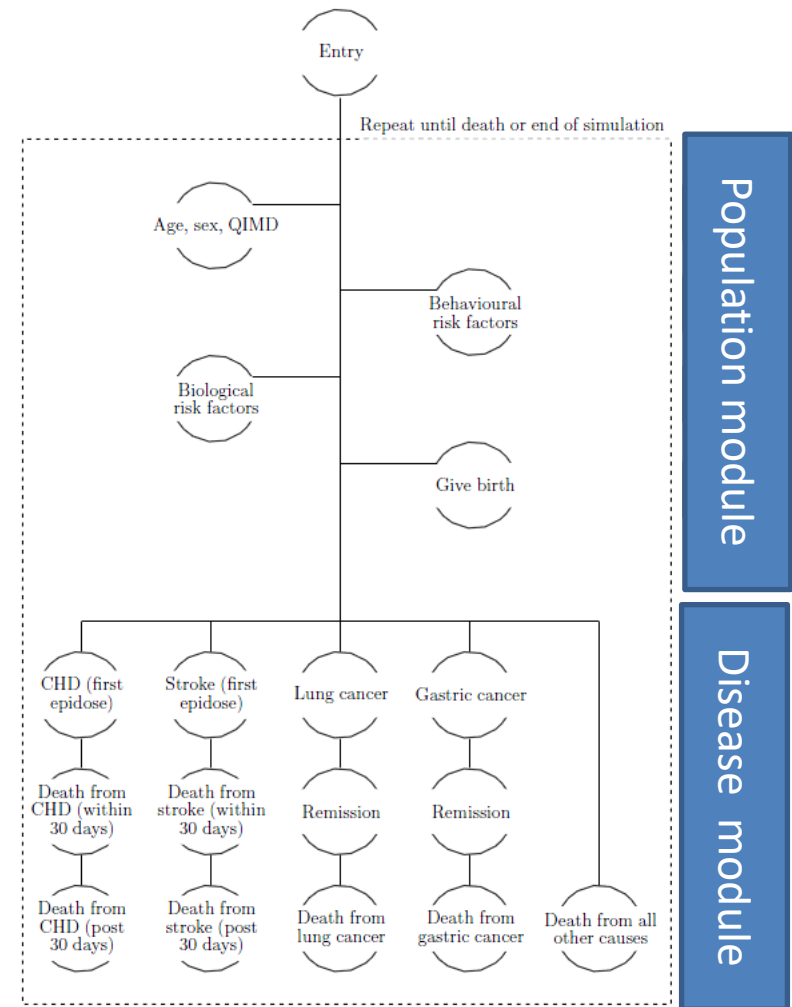 Entry
Repeat until death or end of simulation
Population module
Age, sex, QIMD
Behavioural
risk factors
Biological
risk factors
Give birth
Disease module
CHD (first
epidose)
Stroke (first
epidose)
Lung cancer
Gastric cancer
Death from
CHD (within
30 days)
Death from
stroke (within
30 days)
Remission
Remission
Death from
CHD (post
30 days)
Death from
stroke (post
30 days)
Death from
lung cancer
Death from
gastric cancer
Death from all
other causes